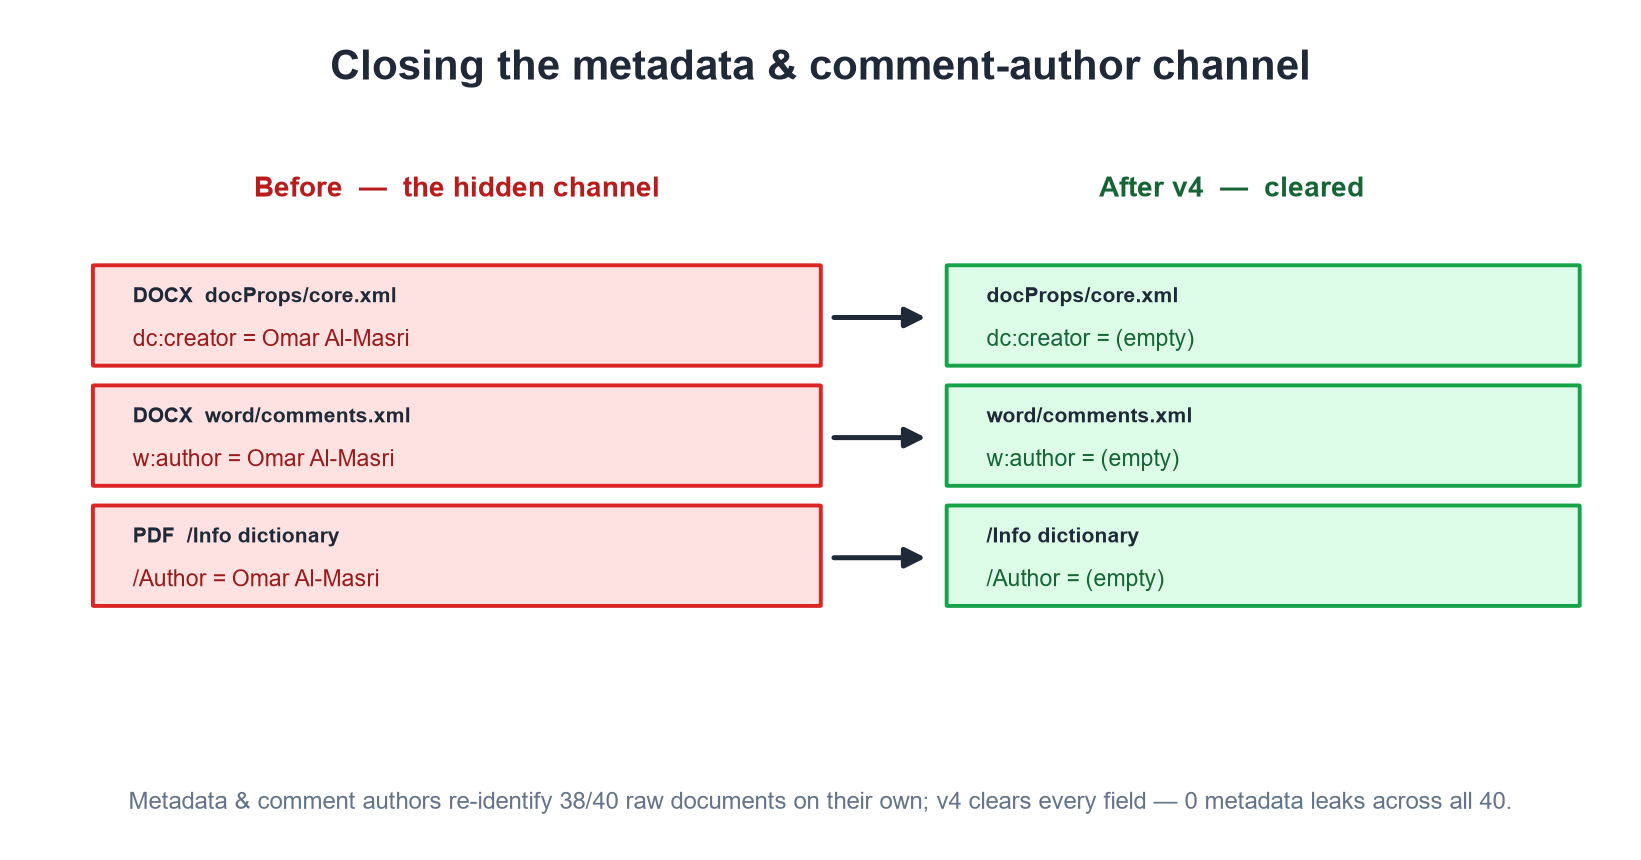 Closing the metadata & comment-author channel
Before — the hidden channel
After v4 — cleared
DOCX docProps/core.xml
dc:creator = Omar Al-Masri
docProps/core.xml
dc:creator = (empty)
DOCX word/comments.xml
w:author = Omar Al-Masri
word/comments.xml
w:author = (empty)
PDF /Info dictionary
/Author = Omar Al-Masri
/Info dictionary
/Author = (empty)
Metadata & comment authors re-identify 38/40 raw documents on their own; v4 clears every field — 0 metadata leaks across all 40.